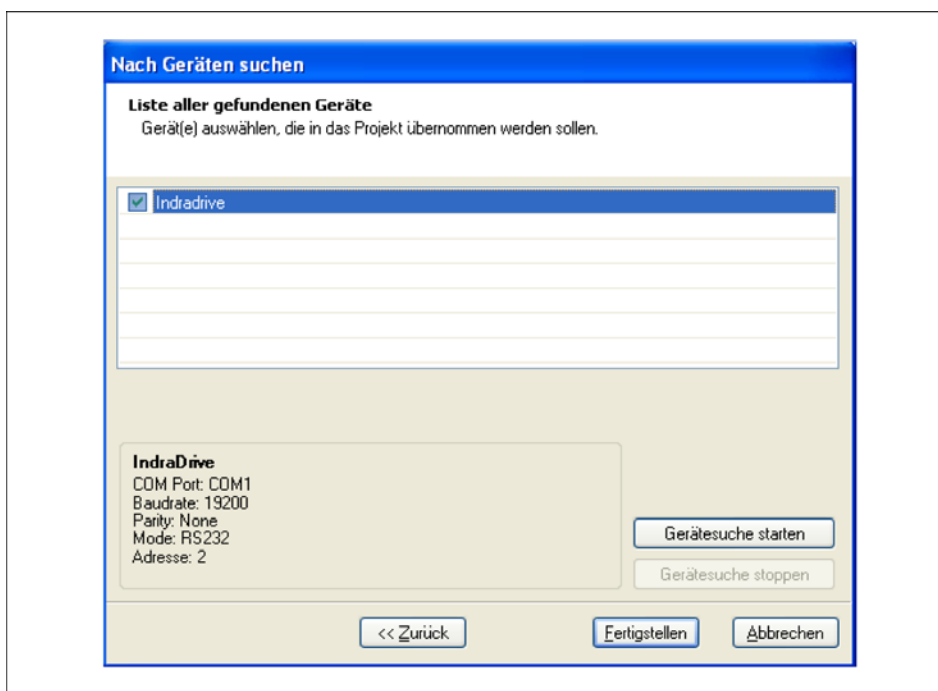 Nach Geräten suchen
Liste aller gefundenen Geräte
Gerät(e) auswählen, die in das Projekt übernommen werden sollen.
Indradrive
IndraDrive
COM Port: COM1
Baudrate: 19200
Parity: None
Mode: RS232
Adresse: 2
Gerätesuche starten
Gerätesuche stoppen
<< Zurück
Fertigstellen
Abbrechen